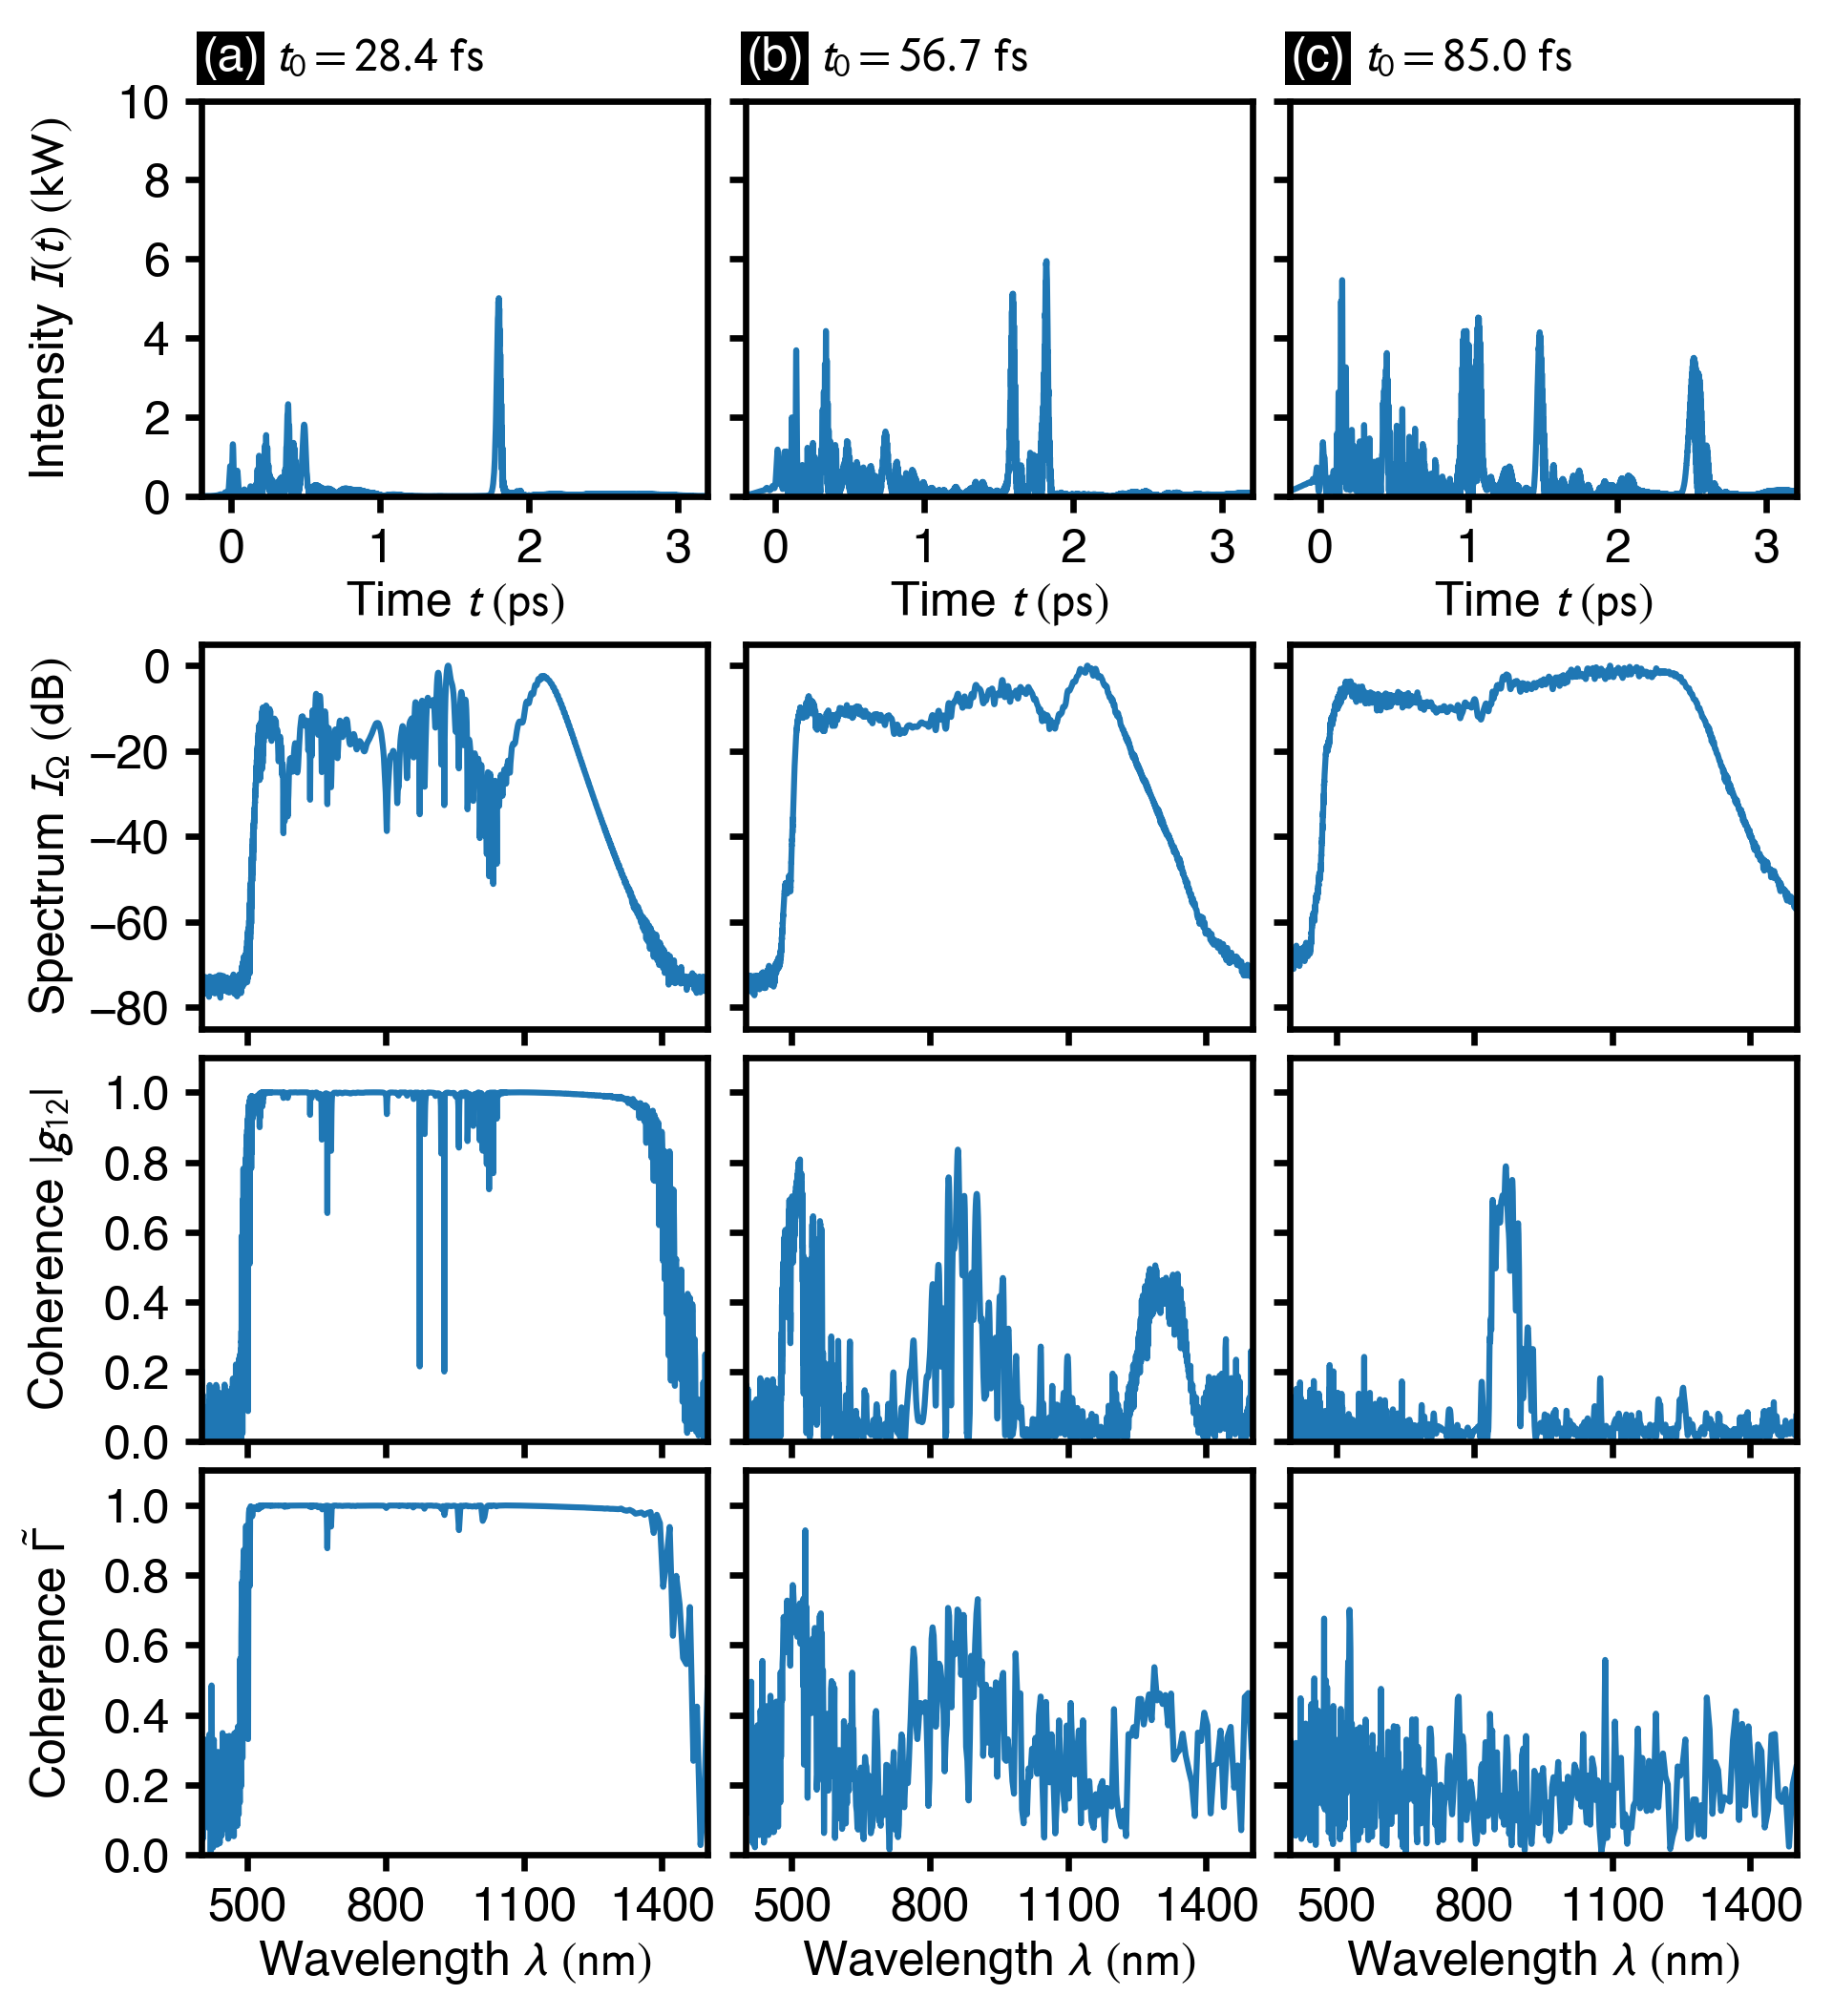 (a) t0 = 28.4 fs
(b) t0 = 56.7 fs
(c) t0 = 85.0 fs
Intensity I(t) (kW)
10
8
6
4
2
0
0 1 2 3
0 1 2 3
0 1 2 3
Time t (ps)
Time t (ps)
Time t (ps)
Spectrum IΩ (dB)
0
−20
−40
−60
−80
Coherence |g12|
1.0
0.8
0.6
0.4
0.2
0.0
Coherence Γ̃
1.0
0.8
0.6
0.4
0.2
0.0
500 800 1100 1400
500 800 1100 1400
500 800 1100 1400
Wavelength λ (nm)
Wavelength λ (nm)
Wavelength λ (nm)